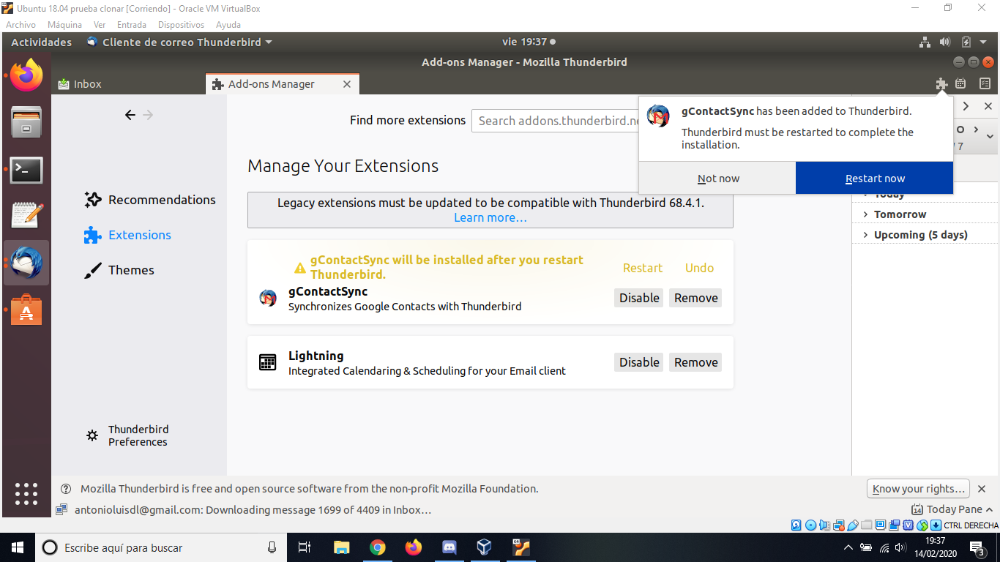 Ubuntu 18.04 prueba clonar [Corriendo] - Oracle VM VirtualBox
Archivo Máquina Ver Entrada Dispositivos Ayuda
Actividades Cliente de correo Thunderbird vie 19:37
Add-ons Manager - Mozilla Thunderbird
Inbox Add-ons Manager
Find more extensions Search addons.thunderbird.ne
gContactSync has been added to Thunderbird.
Thunderbird must be restarted to complete the
installation.
Not now Restart now
/ 7
Manage Your Extensions
Legacy extensions must be updated to be compatible with Thunderbird 68.4.1.
Learn more…
Recommendations
Extensions
Themes
Thunderbird
Preferences
gContactSync will be installed after you restart
Thunderbird.
Restart Undo
gContactSync
Synchronizes Google Contacts with Thunderbird
Disable Remove
Lightning
Integrated Calendaring & Scheduling for your Email client
Disable Remove
Today
Tomorrow
Upcoming (5 days)
Mozilla Thunderbird is free and open source software from the non-profit Mozilla Foundation.
Know your rights…
antonioluisdl@gmail.com: Downloading message 1699 of 4409 in Inbox…
14 Today Pane
CTRL DERECHA
Escribe aquí para buscar
64
19:37
14/02/2020
3